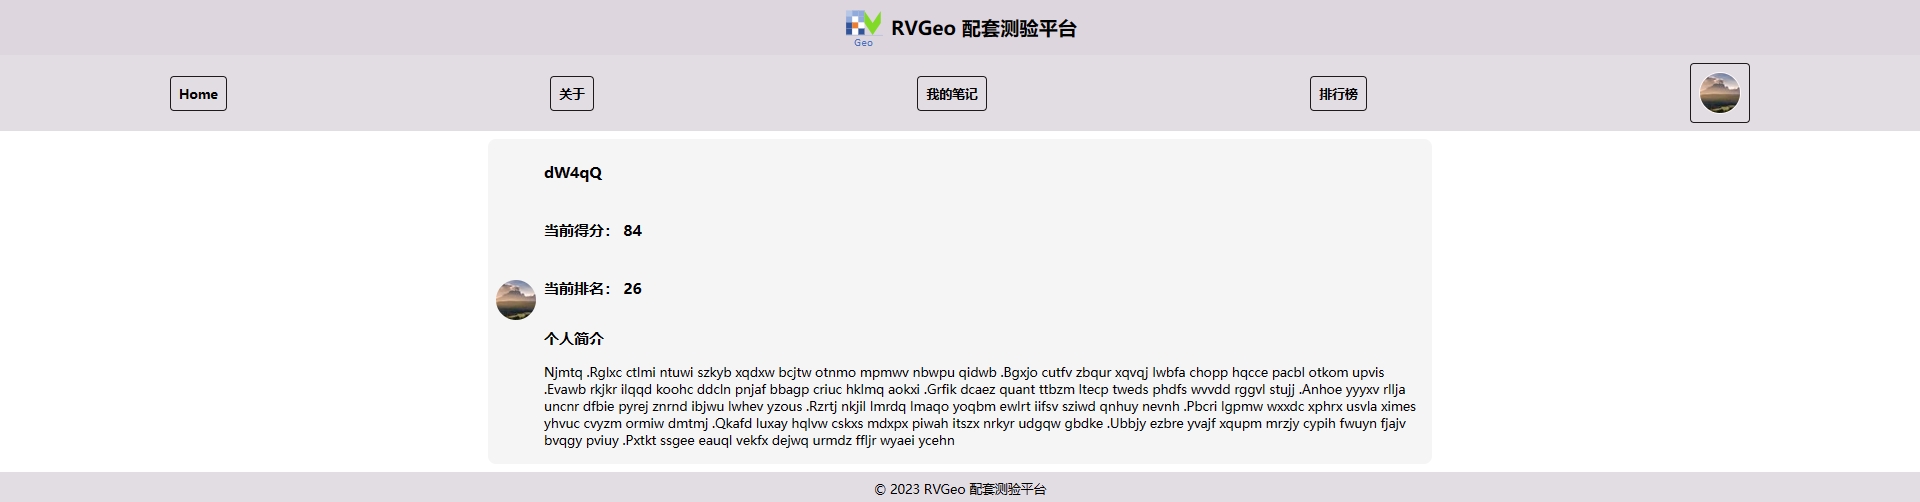 Geo
RVGeo 配套测验平台
Home
关于
我的笔记
排行榜
dW4qQ
当前得分： 84
当前排名： 26
个人简介
Njmtq .Rglxc ctlmi ntuwi szkyb xqdxw bcjtw otnmo mpmwv nbwpu qidwb .Bgxjo cutfv zbqur xqvqj lwbfa chopp hqcce pacbl otkom upvis
.Evawb rkjkr ilqqd koohc ddcln pnjaf bbagp criuc hklmq aokxi .Grfik dcaez quant ttbzm ltecp tweds phdfs wvvdd rggvl stujj .Anhoe yyyxv rllja
uncnr dfbie pyrej znrnd ibjwu lwhev yzous .Rzrtj nkjil lmrdq lmaqo yoqbm ewlrt iifsv sziwd qnhuy nevnh .Pbcri lgpmw wxxdc xphrx usvla ximes
yhvuc cvyzm ormiw dmtmj .Qkafd luxay hqlvw cskxs mdxpx piwah itszx nrkyr udgqw gbdke .Ubbjy ezbre yvajf xqupm mrzjy cypih fwuyn fjajv
bvqgy pviuy .Pxtkt ssgee eauql vekfx dejwq urmdz ffljr wyaei ycehn
© 2023 RVGeo 配套测验平台